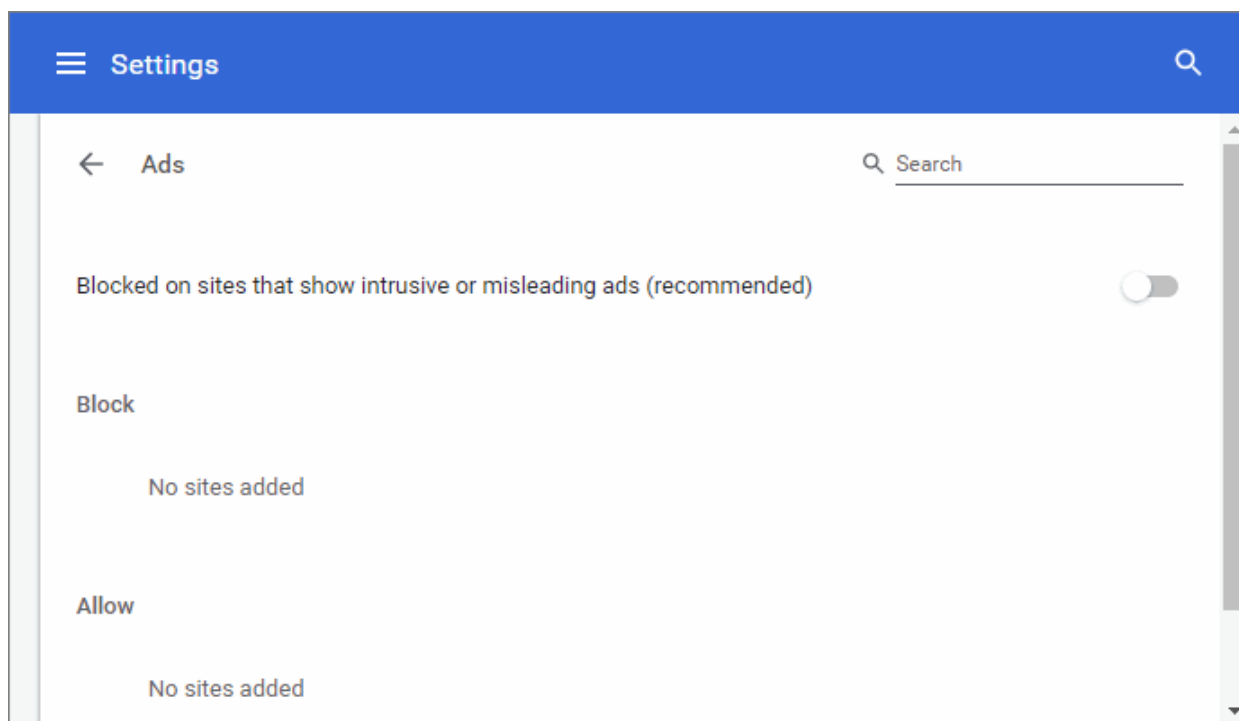 Settings
Ads
Search
Blocked on sites that show intrusive or misleading ads (recommended)
Block
No sites added
Allow
No sites added